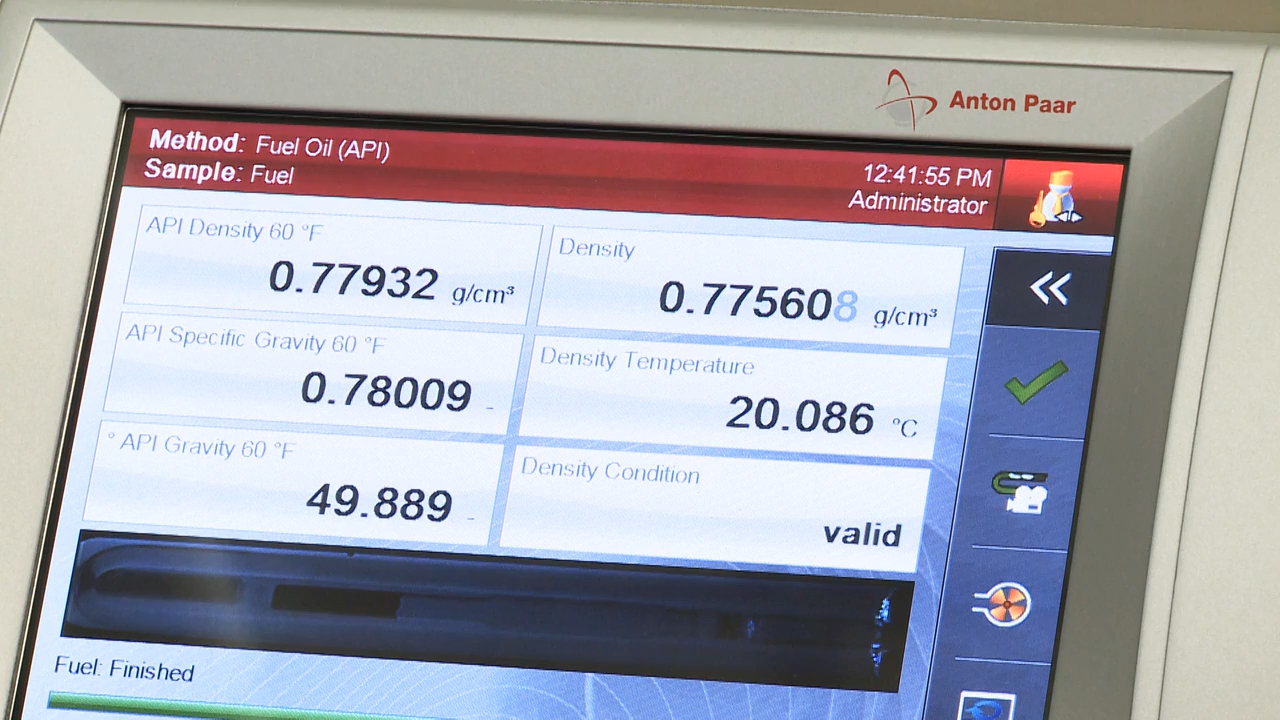 Anton Paar
Method: Fuel Oil (API)
Sample: Fuel
12:41:55 PM
Administrator
API Density 60 °F
0.77932 g/cm³
Density
0.775608 g/cm³
API Specific Gravity 60 °F
0.78009 -
Density Temperature
20.086 °C
° API Gravity 60 °F
49.889 -
Density Condition
valid
Fuel: Finished